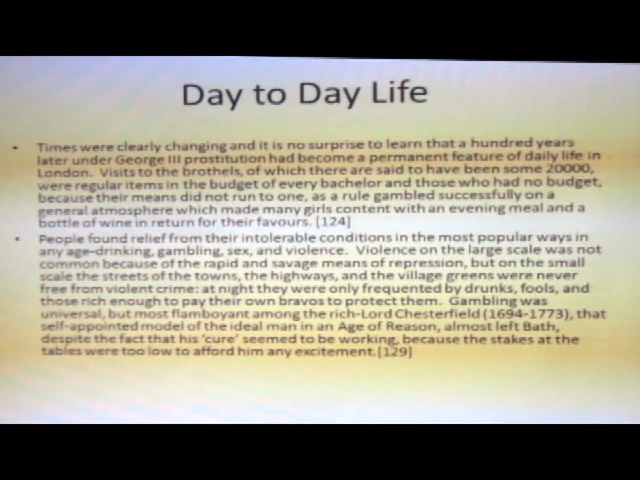 Day to Day Life
• Times were clearly changing and it is no surprise to learn that a hundred years
later under George III prostitution had become a permanent feature of daily life in
London. Visits to the brothels, of which there are said to have been some 20000,
were regular items in the budget of every bachelor and those who had no budget,
because their means did not run to one, as a rule gambled successfully on a
general atmosphere which made many girls content with an evening meal and a
bottle of wine in return for their favours. [124]
• People found relief from their intolerable conditions in the most popular ways in
any age-drinking, gambling, sex, and violence. Violence on the large scale was not
common because of the rapid and savage means of repression, but on the small
scale the streets of the towns, the highways, and the village greens were never
free from violent crime: at night they were only frequented by drunks, fools, and
those rich enough to pay their own bravos to protect them. Gambling was
universal, but most flamboyant among the rich-Lord Chesterfield (1694-1773), that
self-appointed model of the ideal man in an Age of Reason, almost left Bath,
despite the fact that his 'cure' seemed to be working, because the stakes at the
tables were too low to afford him any excitement.[129]